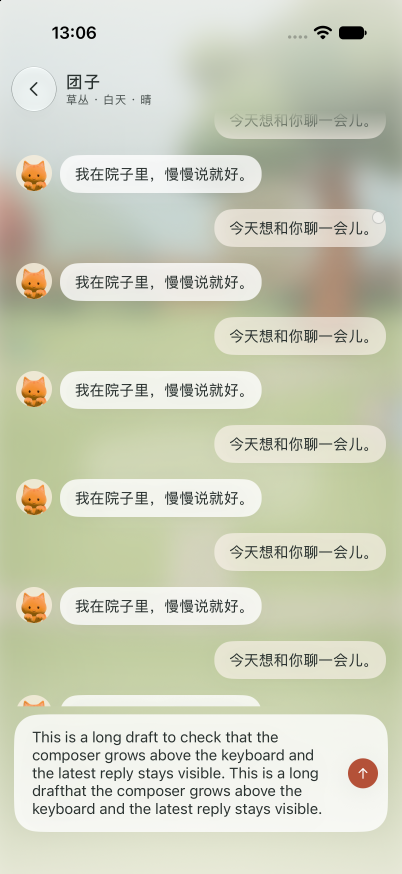 13:06
团子
草丛 · 白天 · 晴
今天想和你聊一会儿。
我在院子里，慢慢说就好。
今天想和你聊一会儿。
我在院子里，慢慢说就好。
今天想和你聊一会儿。
我在院子里，慢慢说就好。
今天想和你聊一会儿。
我在院子里，慢慢说就好。
今天想和你聊一会儿。
我在院子里，慢慢说就好。
今天想和你聊一会儿。
This is a long draft to check that the
composer grows above the keyboard and
the latest reply stays visible. This is a long
drafthat the composer grows above the
keyboard and the latest reply stays visible.